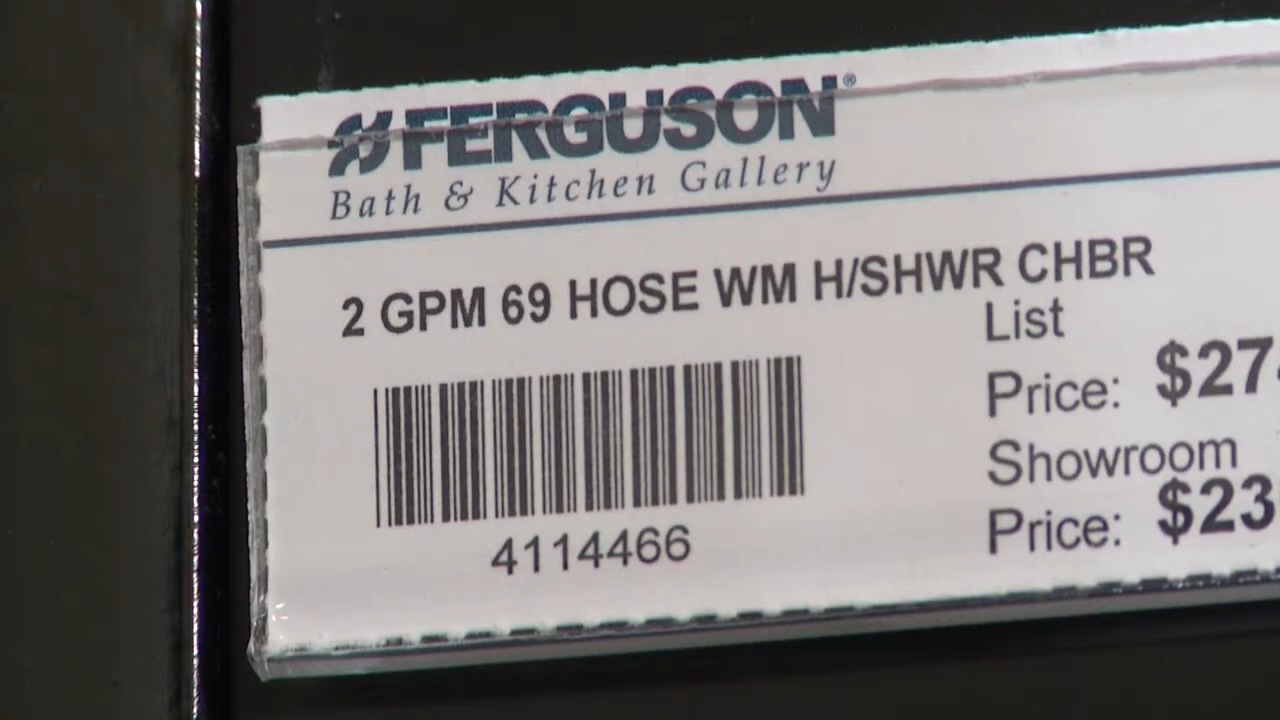 FERGUSON®
Bath & Kitchen Gallery
2 GPM 69 HOSE WM H/SHWR CHBR
List
Price: $27
Showroom
Price: $23
4114466